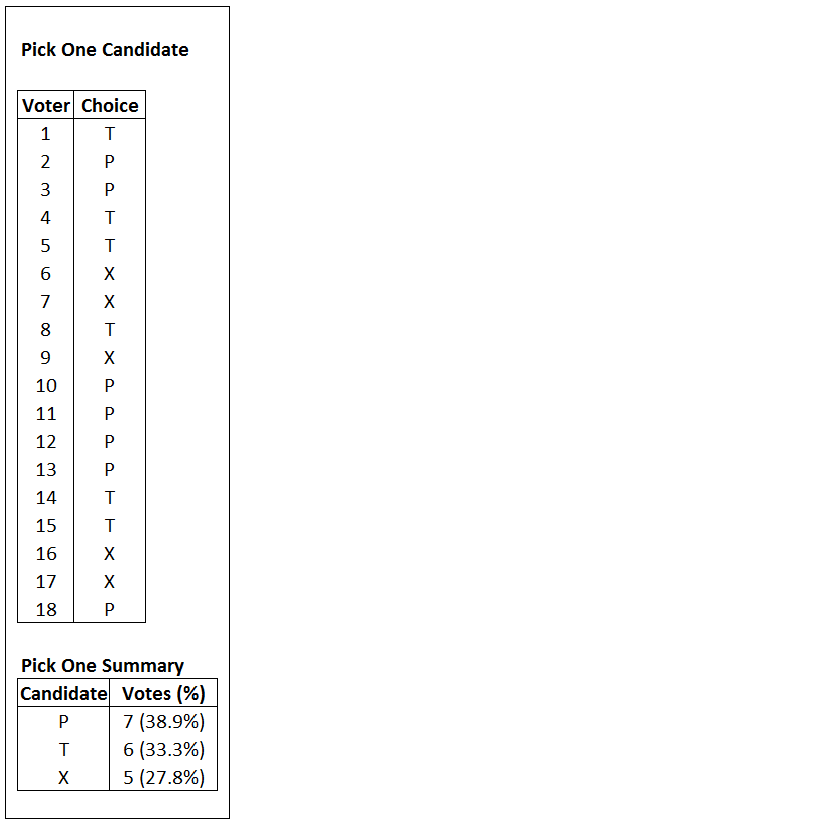 Pick One Candidate
Voter Choice
1 T
2 P
3 P
4 T
5 T
6 X
7 X
8 T
9 X
10 P
11 P
12 P
13 P
14 T
15 T
16 X
17 X
18 P
Pick One Summary
Candidate Votes (%)
P 7 (38.9%)
T 6 (33.3%)
X 5 (27.8%)